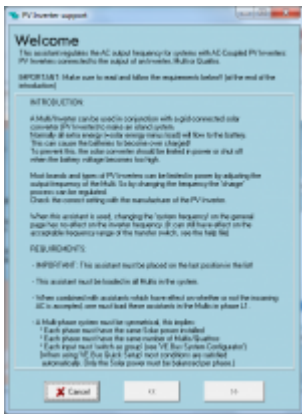 PV Inverter support
Welcome
This assistant regulates the AC output frequency for systems with AC Coupled PV Inverters.
PV Inverters connected to the output of an inverter, Multi or Quattro.
IMPORTANT: Make sure to read and follow the requirements below!! (at the end of the
introduction)
INTRODUCTION:
A Multi/Inverter can be used in conjunction with a grid connected solar
converter (PV Inverter) to make an island system.
Normally all extra energy (=solar energy minus load) will flow to the battery.
This can cause the batteries to become over charged!
To prevent this, the solar converter should be limited in power or shut off
when the battery voltage becomes too high.
Most brands and types of PV Inverters can be limited in power by adjusting the
output frequency of the Multi. So by changing the frequency the 'charge'
process can be regulated.
Check the correct setting with the manufacturer of the PV Inverter.
When this assistant is used, changing the 'system frequency' on the general
page has no effect on the inverter frequency. (It can still have effect on the
acceptable frequency range of the transfer switch, see the help file)
REQUIREMENTS:
- IMPORTANT: This assistant must be placed on the last position in the list!
- This assistant must be loaded in all Multis in the system.
- When combined with assistants which have effect on whether or not the incoming
AC is accepted, one must load these assistants in the Multis in phase L1.
- A Multi phase system must be symmetrical, this implies:
* Each phase must have the same Solar power installed
* Each phase must have the same number of Multis/Quattros
* Each input must 'switch as group' (see 'VE.Bus System Configurator')
(when using 'VE.Bus Quick Setup' most conditions are satisfied
automatically. Only the Solar power must be balanced per phase.)
Cancel
<<
>>